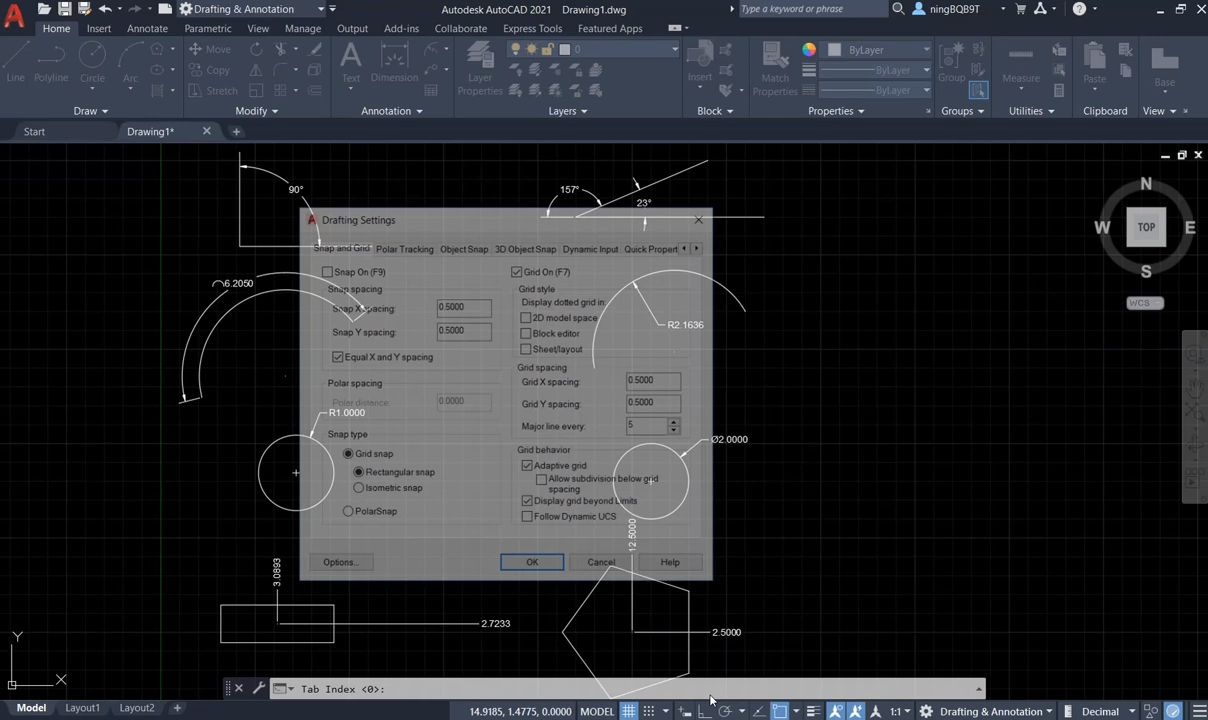 Drafting & Annotation
Autodesk AutoCAD 2021 Drawing1.dwg
Type a keyword or phrase
ningBQB9T
Home Insert Annotate Parametric View Manage Output Add-ins Collaborate Express Tools Featured Apps
Line Polyline Circle Arc
Move
Copy
Stretch
Text Dimension
Layer Properties
0
Insert
Match Properties
ByLayer
ByLayer
ByLayer
Group
Measure
Paste
Base
Draw Modify Annotation Layers Block Properties Groups Utilities Clipboard View
Start Drawing1*
90°
157°
23°
N
W TOP E
S
WCS
Drafting Settings
Snap and Grid Polar Tracking Object Snap 3D Object Snap Dynamic Input Quick Propert
Snap On (F9)
Snap spacing
Snap X spacing: 0.5000
Snap Y spacing: 0.5000
Equal X and Y spacing
Polar spacing
Polar distance: 0.0000
Snap type
Grid snap
Rectangular snap
Isometric snap
PolarSnap
Grid On (F7)
Grid style
Display dotted grid in:
2D model space
Block editor
Sheet/layout
Grid spacing
Grid X spacing: 0.5000
Grid Y spacing: 0.5000
Major line every: 5
Grid behavior
Adaptive grid
Allow subdivision below grid
spacing
Display grid beyond Limits
Follow Dynamic UCS
Options... OK Cancel Help
6.2050
R2.1636
R1.0000
Ø2.0000
12.5000
3.0893
2.7233
2.5000
Y
X
Tab Index <0>:
Model Layout1 Layout2
14.9185, 1.4775, 0.0000 MODEL
1:1
Drafting & Annotation
Decimal